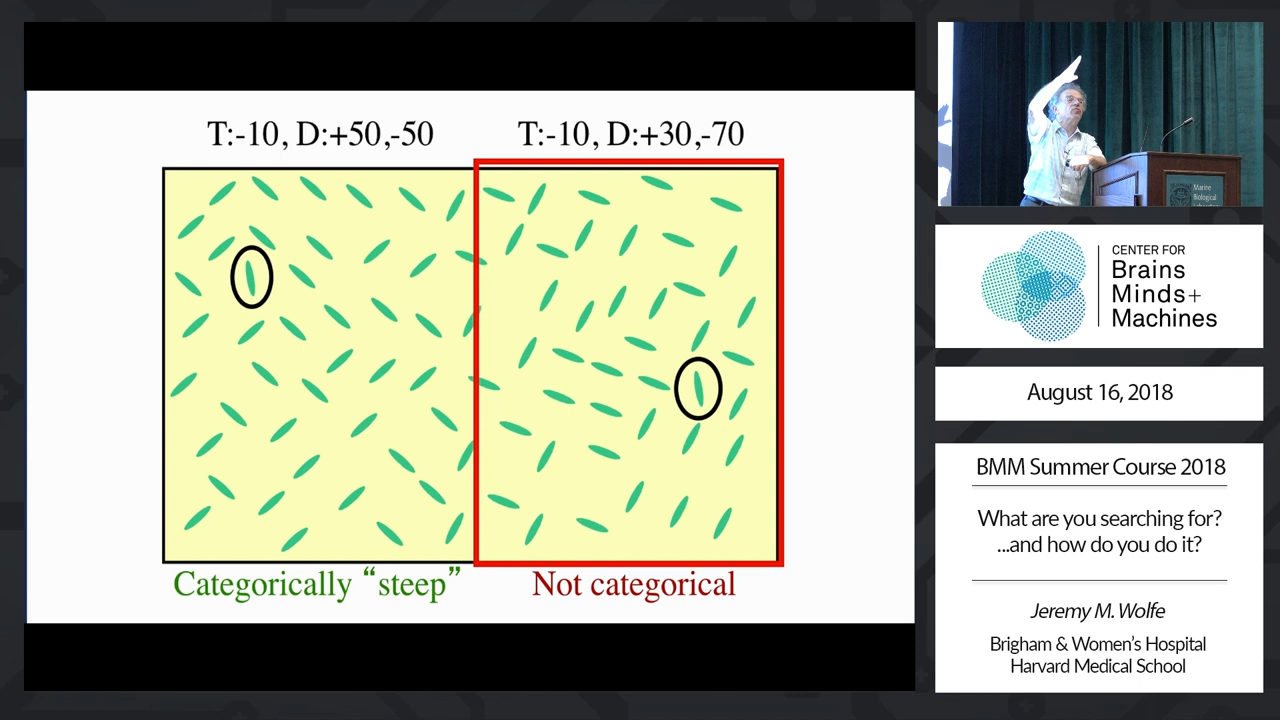 T:-10, D:+50,-50
T:-10, D:+30,-70
Categorically “steep”
Not categorical
Marine
Biological
CENTER FOR
Brains
Minds+
Machines
August 16, 2018
BMM Summer Course 2018
What are you searching for?
...and how do you do it?
Jeremy M. Wolfe
Brigham & Women’s Hospital
Harvard Medical School